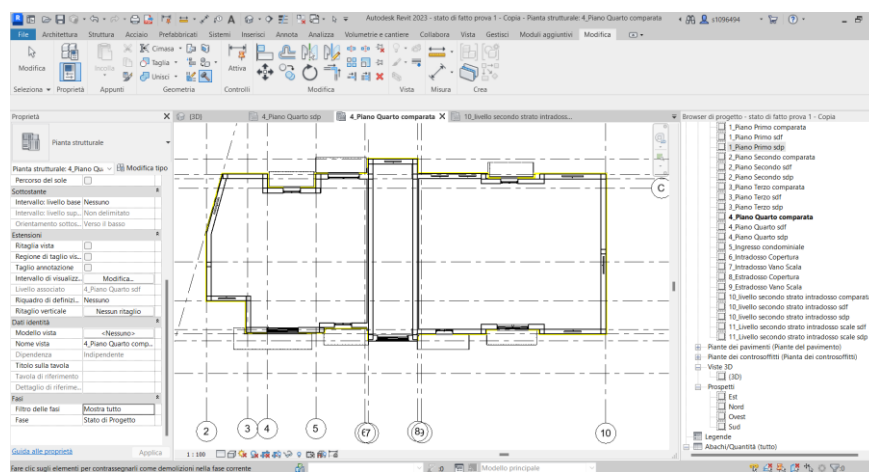 Autodesk Revit 2023 - stato di fatto prova 1 - Copia - Pianta strutturale: 4_Piano Quarto comparata
s1096494
File Architettura Struttura Acciaio Prefabbricati Sistemi Inserisci Annota Analizza Volumetrie e cantiere Collabora Vista Gestisci Moduli aggiuntivi Modifica
Cimasa
Taglia
Unisci
Modifica
Incolla
Attiva
Seleziona Proprietà Appunti Geometria Controlli Modifica Vista Misura Crea
Proprietà
(3D) 4_Piano Quarto sdp 4_Piano Quarto comparata 10_livello secondo strato intradoss...
Browser di progetto - stato di fatto prova 1 - Copia
Pianta strutturale
Pianta strutturale: 4_Piano Qu Modifica tipo
Percorso del sole
Sottostante
Intervallo: livello base Nessuno
Intervallo: livello sup... Non delimitato
Orientamento sottos... Verso il basso
Estensioni
Ritaglia vista
Regione di taglio vis...
Taglio annotazione
Intervallo di visualizz... Modifica...
Livello associato 4_Piano Quarto sdf
Riquadro di definizi... Nessuno
Ritaglio verticale Nessun ritaglio
Dati identità
Modello vista <Nessuno>
Nome vista 4_Piano Quarto comp...
Dipendenza Indipendente
Titolo sulla tavola
Tavola di riferimento
Dettaglio di riferime...
Fasi
Filtro delle fasi Mostra tutto
Fase Stato di Progetto
Guida alle proprietà Applica
C
2 3 4 5 67 89 10
1 : 100
1_Piano Primo comparata
1_Piano Primo sdf
1_Piano Primo sdp
2_Piano Secondo comparata
2_Piano Secondo sdf
2_Piano Secondo sdp
3_Piano Terzo comparata
3_Piano Terzo sdf
3_Piano Terzo sdp
4_Piano Quarto comparata
4_Piano Quarto sdf
4_Piano Quarto sdp
5_Ingresso condominiale
6_Intradosso Copertura
7_Intradosso Vano Scala
8_Estradosso Copertura
9_Estradosso Vano Scala
10_livello secondo strato intradosso comparata
10_livello secondo strato intradosso sdf
10_livello secondo strato intradosso sdp
11_Livello secondo strato intradosso scale sdf
11_Livello secondo strato intradosso scale sdp
Piante dei pavimenti (Piante del pavimento)
Piante dei controsoffitti (Pianta dei controsoffitti)
Viste 3D
(3D)
Prospetti
Est
Nord
Ovest
Sud
Legende
Abachi/Quantità (tutto)
Fare clic sugli elementi per contrassegnarli come demolizioni nella fase corrente
:0
Modello principale
:0